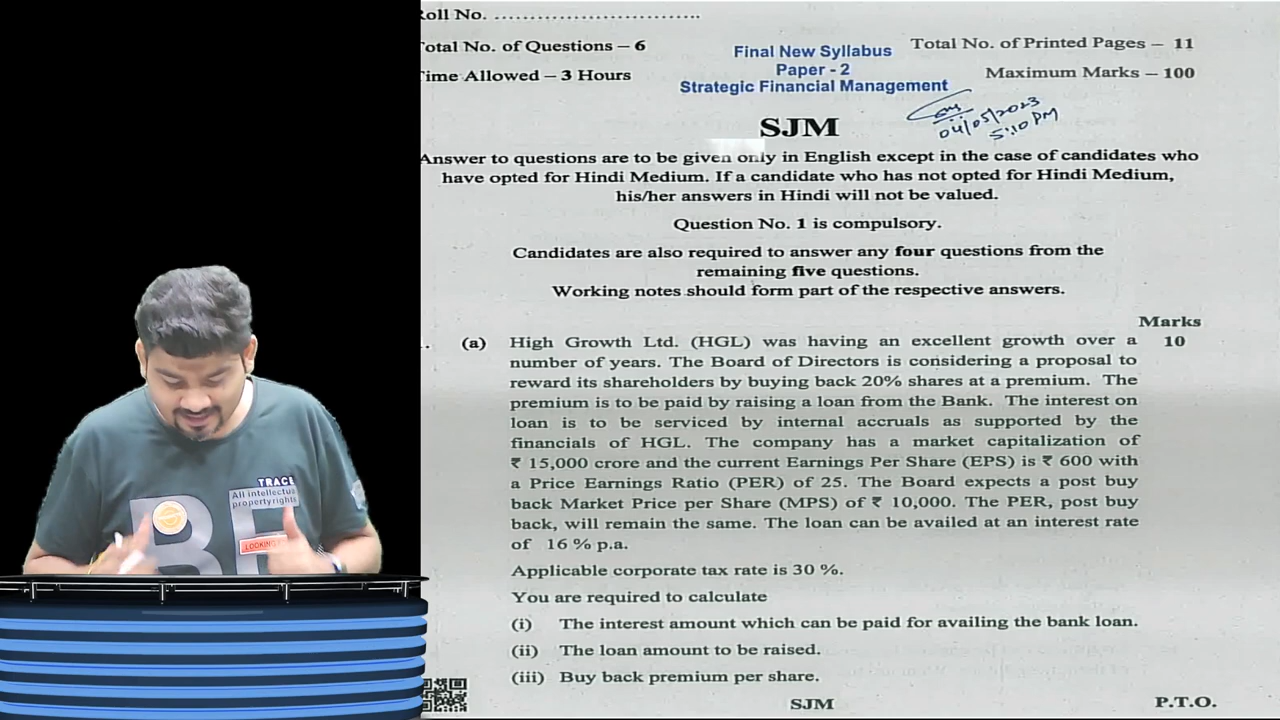 Roll No. .............................
Total No. of Questions – 6
Total No. of Printed Pages – 11
Time Allowed – 3 Hours
Maximum Marks – 100
Final New Syllabus
Paper - 2
Strategic Financial Management
04/05/2023
5:10 PM
SJM
Answer to questions are to be given only in English except in the case of candidates who
have opted for Hindi Medium. If a candidate who has not opted for Hindi Medium,
his/her answers in Hindi will not be valued.
Question No. 1 is compulsory.
Candidates are also required to answer any four questions from the
remaining five questions.
Working notes should form part of the respective answers.
Marks
(a) High Growth Ltd. (HGL) was having an excellent growth over a 10
number of years. The Board of Directors is considering a proposal to
reward its shareholders by buying back 20% shares at a premium. The
premium is to be paid by raising a loan from the Bank. The interest on
loan is to be serviced by internal accruals as supported by the
financials of HGL. The company has a market capitalization of
₹ 15,000 crore and the current Earnings Per Share (EPS) is ₹ 600 with
a Price Earnings Ratio (PER) of 25. The Board expects a post buy
back Market Price per Share (MPS) of ₹ 10,000. The PER, post buy
back, will remain the same. The loan can be availed at an interest rate
of 16 % p.a.
Applicable corporate tax rate is 30 %.
You are required to calculate
(i) The interest amount which can be paid for availing the bank loan.
(ii) The loan amount to be raised.
(iii) Buy back premium per share.
SJM
P.T.O.
TRACE
All intellectua
propertyrights
BE
LOOKING